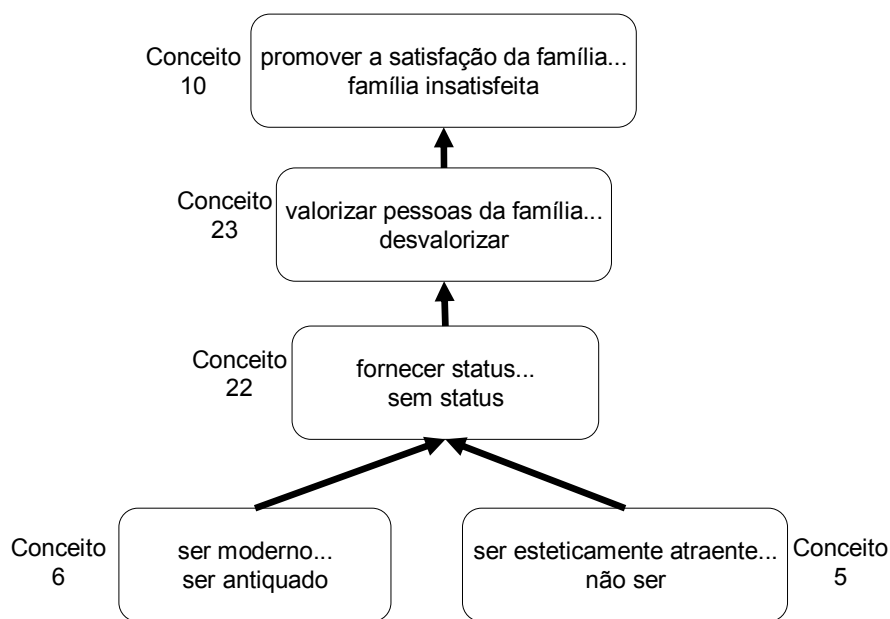 Conceito
10
promover a satisfação da família...
família insatisfeita
Conceito
23
valorizar pessoas da família...
desvalorizar
Conceito
22
fornecer status...
sem status
Conceito
6
ser moderno...
ser antiquado
ser esteticamente atraente...
não ser
Conceito
5